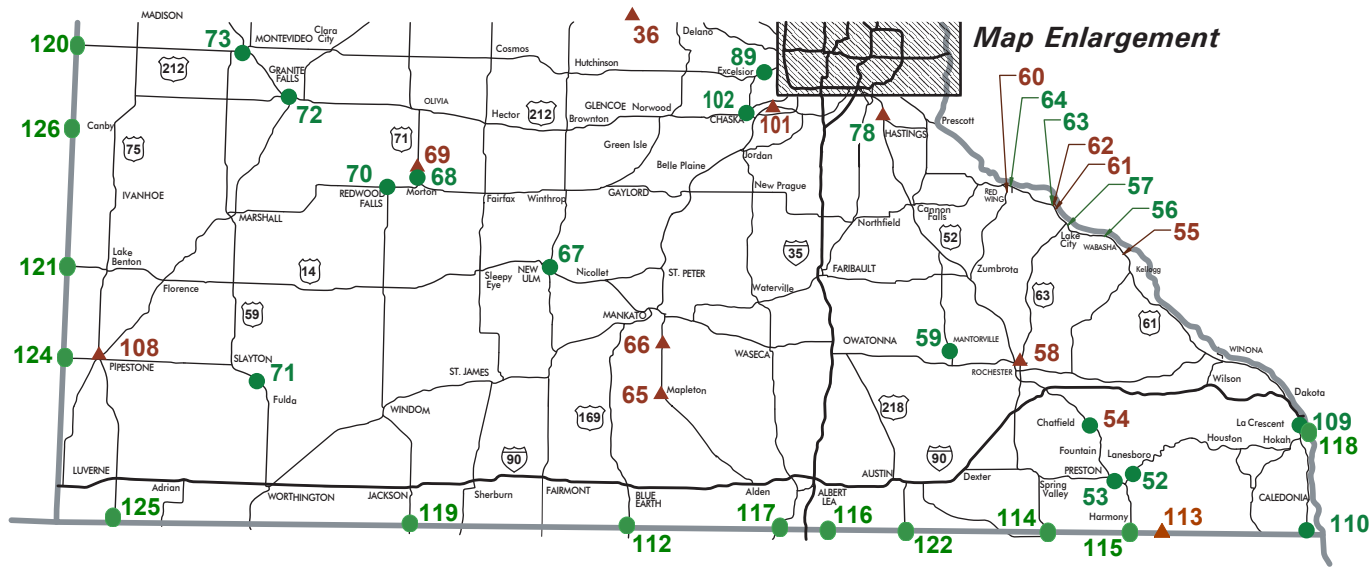 MADISON
Clara
City
36
Delano
Map Enlargement
120
73
MONTEVIDEO
Cosmos
89
Excelsior
212
GRANITE
FALLS
Hutchinson
60
64
63
62
61
57
56
55
72
OLIVIA
Hector
212
GLENCOE
Norwood
Brownton
102
CHASKA
101
78
HASTINGS
Prescott
126
Canby
75
71
69
68
70
REDWOOD
FALLS
Morton
Green Isle
Belle Plaine
Jordan
New Prague
IVANHOE
Fairfax
Winthrop
GAYLORD
RED
WING
MARSHALL
Northfield
Cannon
Falls
52
Lake
City
WABASHA
Kellogg
121
Lake
Benton
Florence
14
67
NEW
ULM
Sleepy
Eye
Nicollet
ST. PETER
35
FARIBAULT
Zumbrota
Waterville
63
61
59
MANKATO
124
108
PIPESTONE
SLAYTON
71
Fulda
66
65
Mapleton
WASECA
OWATONNA
59
MANTORVILLE
58
ROCHESTER
WINONA
Wilson
Dakota
ST. JAMES
WINDOM
169
218
Chatfield
54
La Crescent
109
118
Hokah
Houston
Fountain
Lanesboro
LUVERNE
Adrian
WORTHINGTON
JACKSON
Sherburn
90
FAIRMONT
BLUE
EARTH
Alden
ALBERT
LEA
AUSTIN
90
Dexter
Spring
Valley
PRESTON
53
52
Harmony
CALEDONIA
125
119
112
117
116
122
114
115
113
110